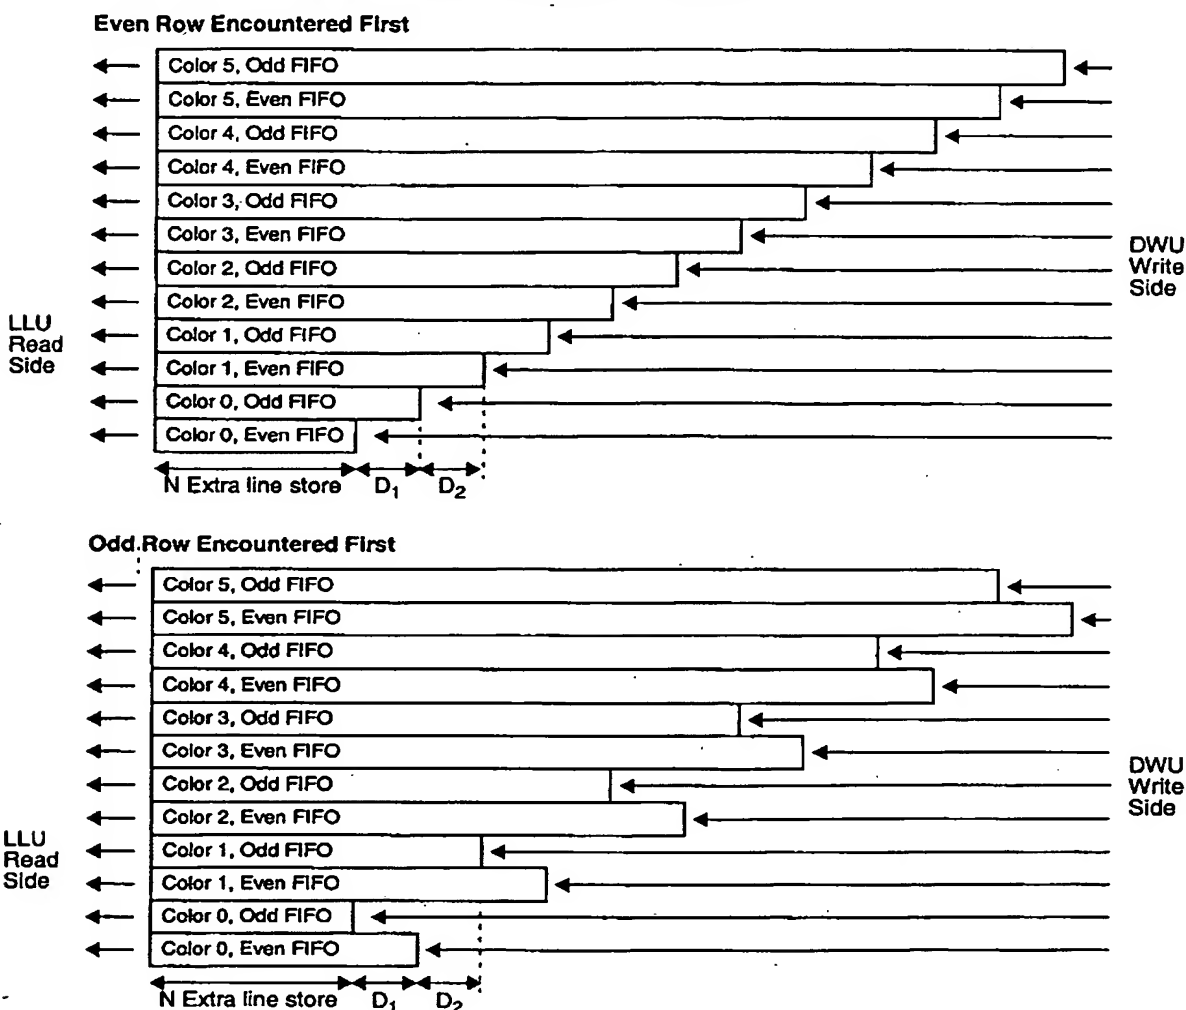 Even Row Encountered First
Color 5, Odd FIFO
Color 5, Even FIFO
Color 4, Odd FIFO
Color 4, Even FIFO
Color 3, Odd FIFO
Color 3, Even FIFO
Color 2, Odd FIFO
Color 2, Even FIFO
Color 1, Odd FIFO
Color 1, Even FIFO
Color 0, Odd FIFO
Color 0, Even FIFO
LLU
Read
Side
DWU
Write
Side
N Extra line store D₁ D₂
Odd Row Encountered First
Color 5, Odd FIFO
Color 5, Even FIFO
Color 4, Odd FIFO
Color 4, Even FIFO
Color 3, Odd FIFO
Color 3, Even FIFO
Color 2, Odd FIFO
Color 2, Even FIFO
Color 1, Odd FIFO
Color 1, Even FIFO
Color 0, Odd FIFO
Color 0, Even FIFO
LLU
Read
Side
DWU
Write
Side
N Extra line store D₁ D₂